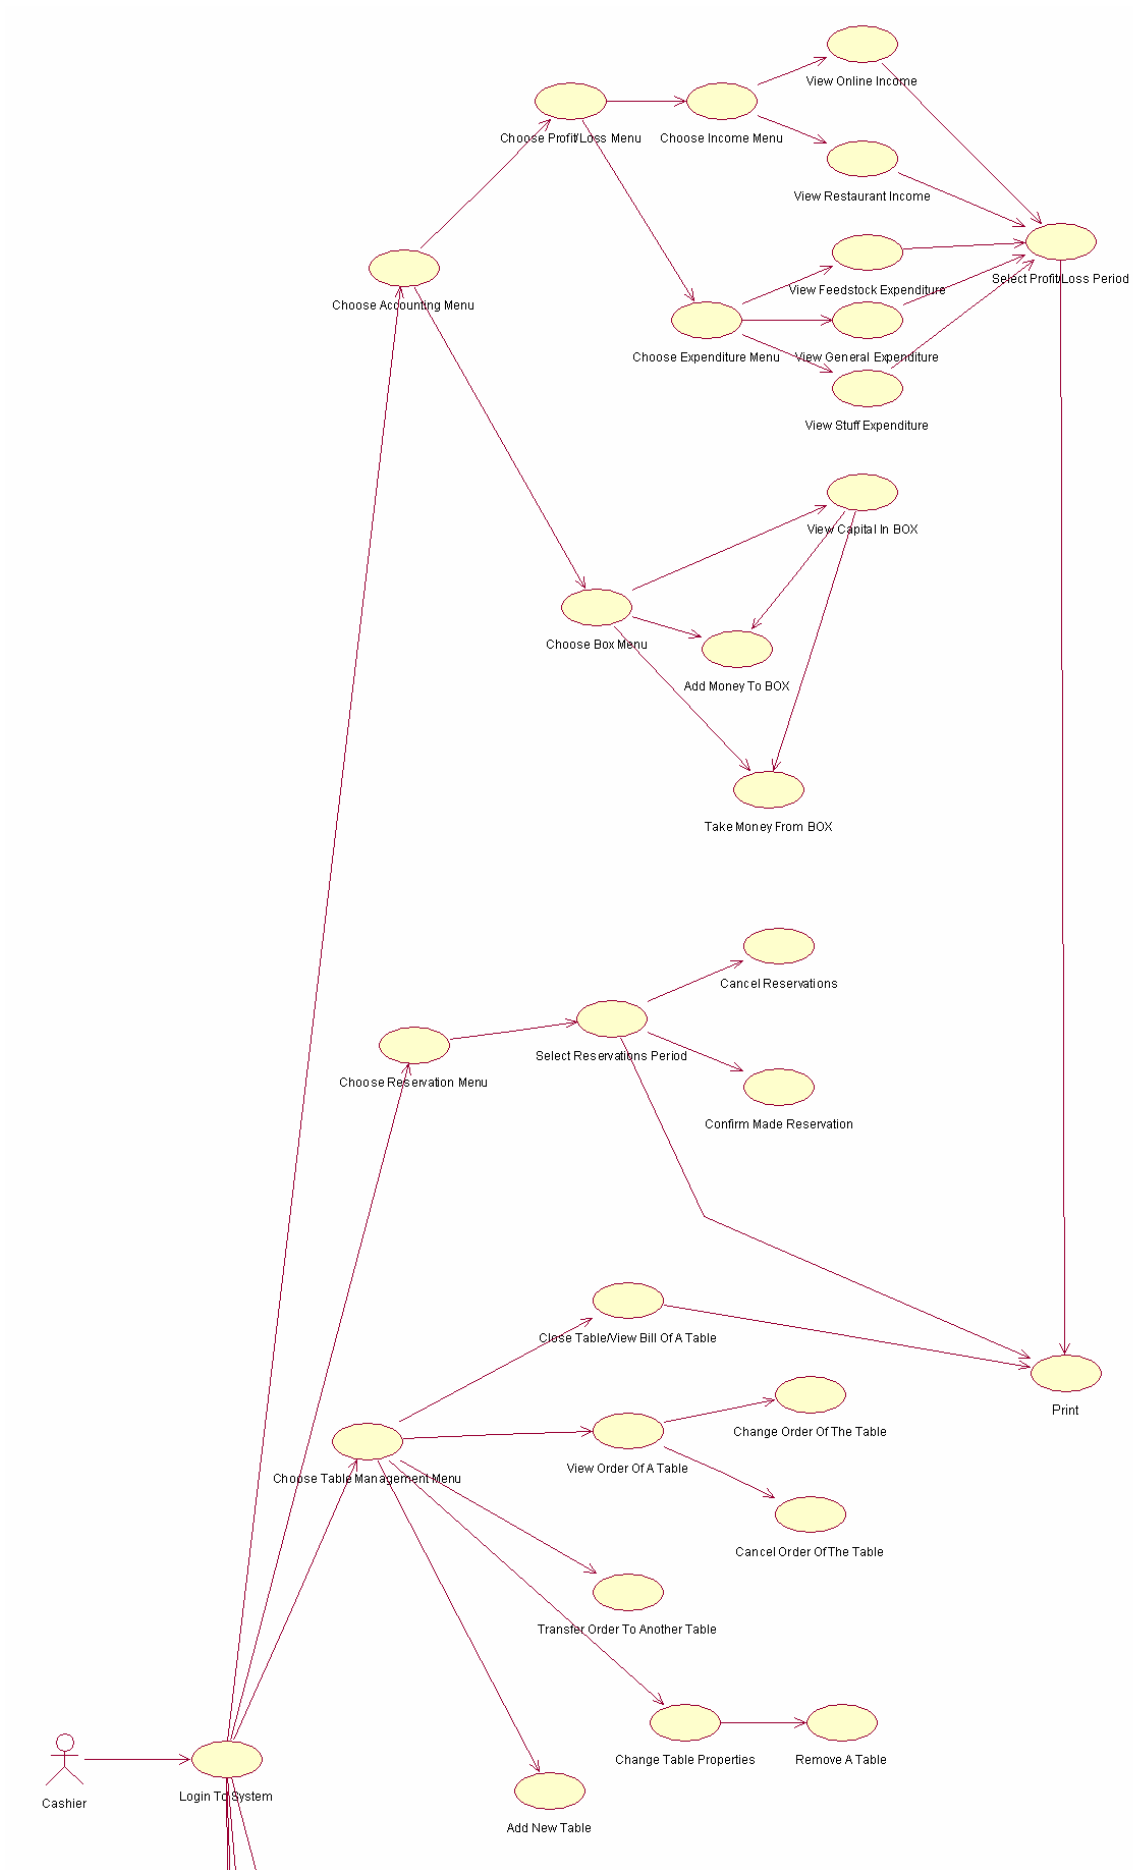 View Online Income
Choose Profit/Loss Menu
Choose Income Menu
View Restaurant Income
Select Profit/Loss Period
View Feedstock Expenditure
Choose Accounting Menu
Choose Expenditure Menu
View General Expenditure
View Stuff Expenditure
View Capital In BOX
Choose Box Menu
Add Money To BOX
Take Money From BOX
Cancel Reservations
Select Reservations Period
Choose Reservation Menu
Confirm Made Reservation
Close Table/View Bill Of A Table
Print
Change Order Of The Table
View Order Of A Table
Choose Table Management Menu
Cancel Order Of The Table
Transfer Order To Another Table
Change Table Properties
Remove A Table
Login To System
Cashier
Add New Table